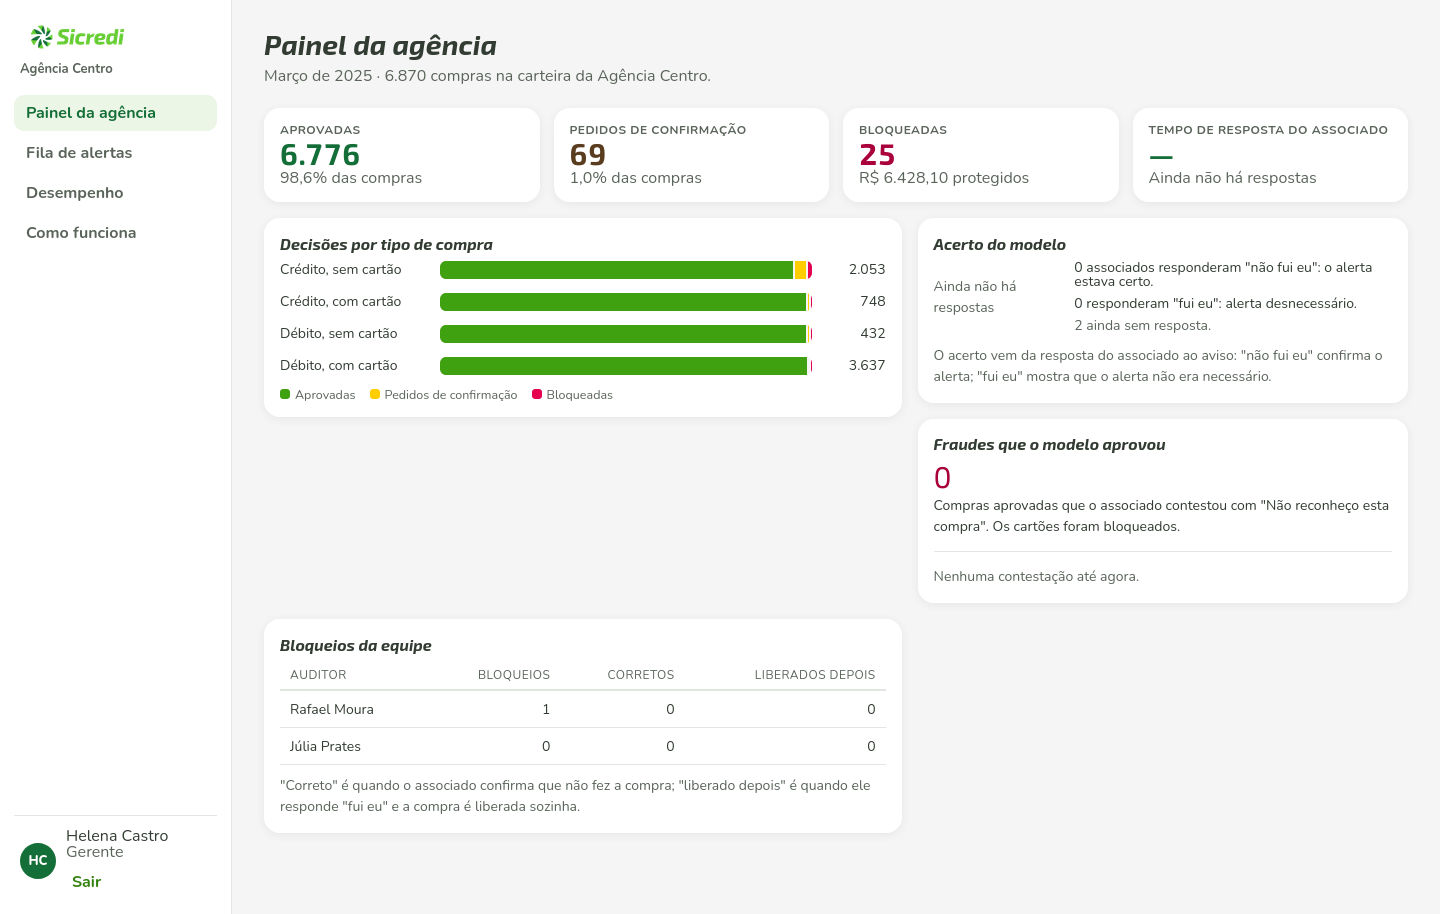 Sicredi
Agência Centro
Painel da agência
Fila de alertas
Desempenho
Como funciona
Helena Castro
HC
Gerente
Sair
Painel da agência
Março de 2025 · 6.870 compras na carteira da Agência Centro.
APROVADAS
6.776
98,6% das compras
PEDIDOS DE CONFIRMAÇÃO
69
1,0% das compras
BLOQUEADAS
25
R$ 6.428,10 protegidos
TEMPO DE RESPOSTA DO ASSOCIADO
—
Ainda não há respostas
Decisões por tipo de compra
Crédito, sem cartão 2.053
Crédito, com cartão 748
Débito, sem cartão 432
Débito, com cartão 3.637
Aprovadas Pedidos de confirmação Bloqueadas
Acerto do modelo
Ainda não há
respostas
0 associados responderam "não fui eu": o alerta
estava certo.
0 responderam "fui eu": alerta desnecessário.
2 ainda sem resposta.
O acerto vem da resposta do associado ao aviso: "não fui eu" confirma o
alerta; "fui eu" mostra que o alerta não era necessário.
Fraudes que o modelo aprovou
0
Compras aprovadas que o associado contestou com "Não reconheço esta
compra". Os cartões foram bloqueados.
Nenhuma contestação até agora.
Bloqueios da equipe
AUDITOR BLOQUEIOS CORRETOS LIBERADOS DEPOIS
Rafael Moura 1 0 0
Júlia Prates 0 0 0
"Correto" é quando o associado confirma que não fez a compra; "liberado depois" é quando ele
responde "fui eu" e a compra é liberada sozinha.